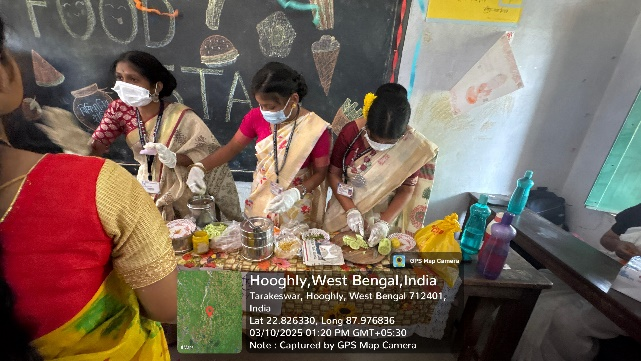 FOOD
GPS Map Camera
Hooghly,West Bengal,India
Tarakeswar, Hooghly, West Bengal 712401,
India
Lat 22.826330, Long 87.976836
03/10/2025 01:20 PM GMT+05:30
Note : Captured by GPS Map Camera